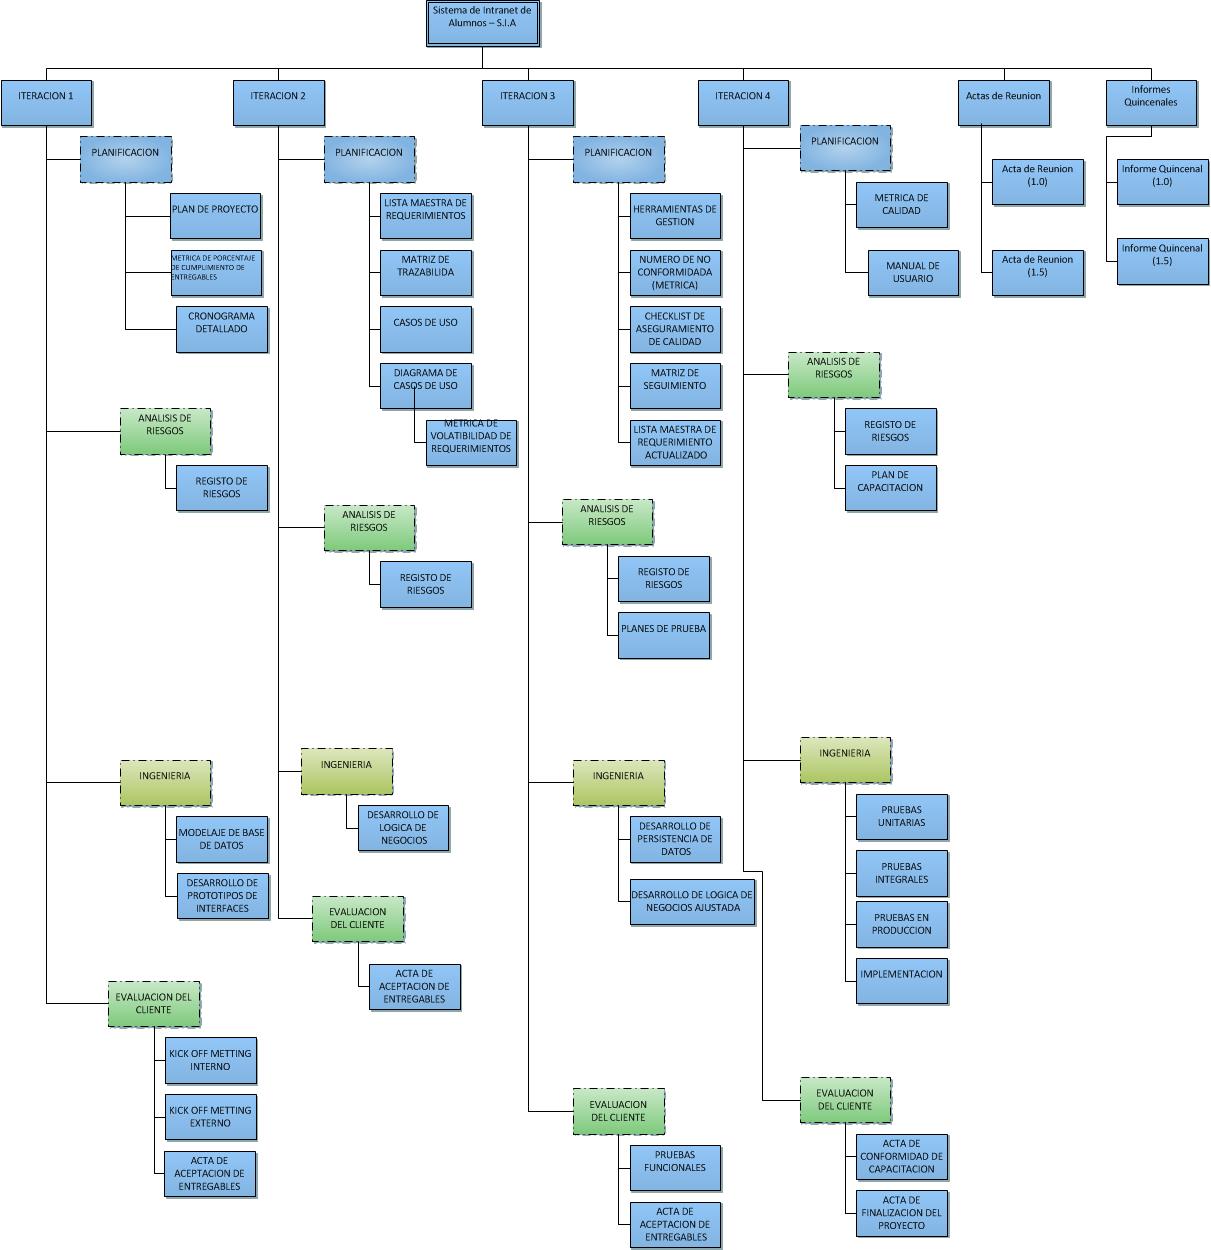 Sistema de Intranet de
Alumnos – S.I.A
ITERACION 1
PLANIFICACION
PLAN DE PROYECTO
METRICA DE PORCENTAJE
DE CUMPLIMIENTO DE
ENTREGABLES
CRONOGRAMA
DETALLADO
ANALISIS DE
RIESGOS
REGISTO DE
RIESGOS
INGENIERIA
MODELAJE DE BASE
DE DATOS
DESARROLLO DE
PROTOTIPOS DE
INTERFACES
EVALUACION DEL
CLIENTE
KICK OFF METTING
INTERNO
KICK OFF METTING
EXTERNO
ACTA DE
ACEPTACION DE
ENTREGABLES
ITERACION 2
PLANIFICACION
LISTA MAESTRA DE
REQUERIMIENTOS
MATRIZ DE
TRAZABILIDA
CASOS DE USO
DIAGRAMA DE
CASOS DE USO
METRICA DE
VOLATIBILIDAD DE
REQUERIMIENTOS
ANALISIS DE
RIESGOS
REGISTO DE
RIESGOS
INGENIERIA
DESARROLLO DE
LOGICA DE
NEGOCIOS
EVALUACION
DEL CLIENTE
ACTA DE
ACEPTACION DE
ENTREGABLES
ITERACION 3
PLANIFICACION
HERRAMIENTAS DE
GESTION
NUMERO DE NO
CONFORMIDADA
(METRICA)
CHECKLIST DE
ASEGURAMIENTO
DE CALIDAD
MATRIZ DE
SEGUIMIENTO
LISTA MAESTRA DE
REQUERIMIENTO
ACTUALIZADO
ANALISIS DE
RIESGOS
REGISTO DE
RIESGOS
PLANES DE PRUEBA
INGENIERIA
DESARROLLO DE
PERSISTENCIA DE
DATOS
DESARROLLO DE LOGICA DE
NEGOCIOS AJUSTADA
EVALUACION
DEL CLIENTE
PRUEBAS
FUNCIONALES
ACTA DE
ACEPTACION DE
ENTREGABLES
ITERACION 4
PLANIFICACION
METRICA DE
CALIDAD
MANUAL DE
USUARIO
ANALISIS DE
RIESGOS
REGISTO DE
RIESGOS
PLAN DE
CAPACITACION
INGENIERIA
PRUEBAS
UNITARIAS
PRUEBAS
INTEGRALES
PRUEBAS EN
PRODUCCION
IMPLEMENTACION
EVALUACION
DEL CLIENTE
ACTA DE
CONFORMIDAD DE
CAPACITACION
ACTA DE
FINALIZACION DEL
PROYECTO
Actas de Reunion
Acta de Reunion
(1.0)
Acta de Reunion
(1.5)
Informes
Quincenales
Informe Quincenal
(1.0)
Informe Quincenal
(1.5)